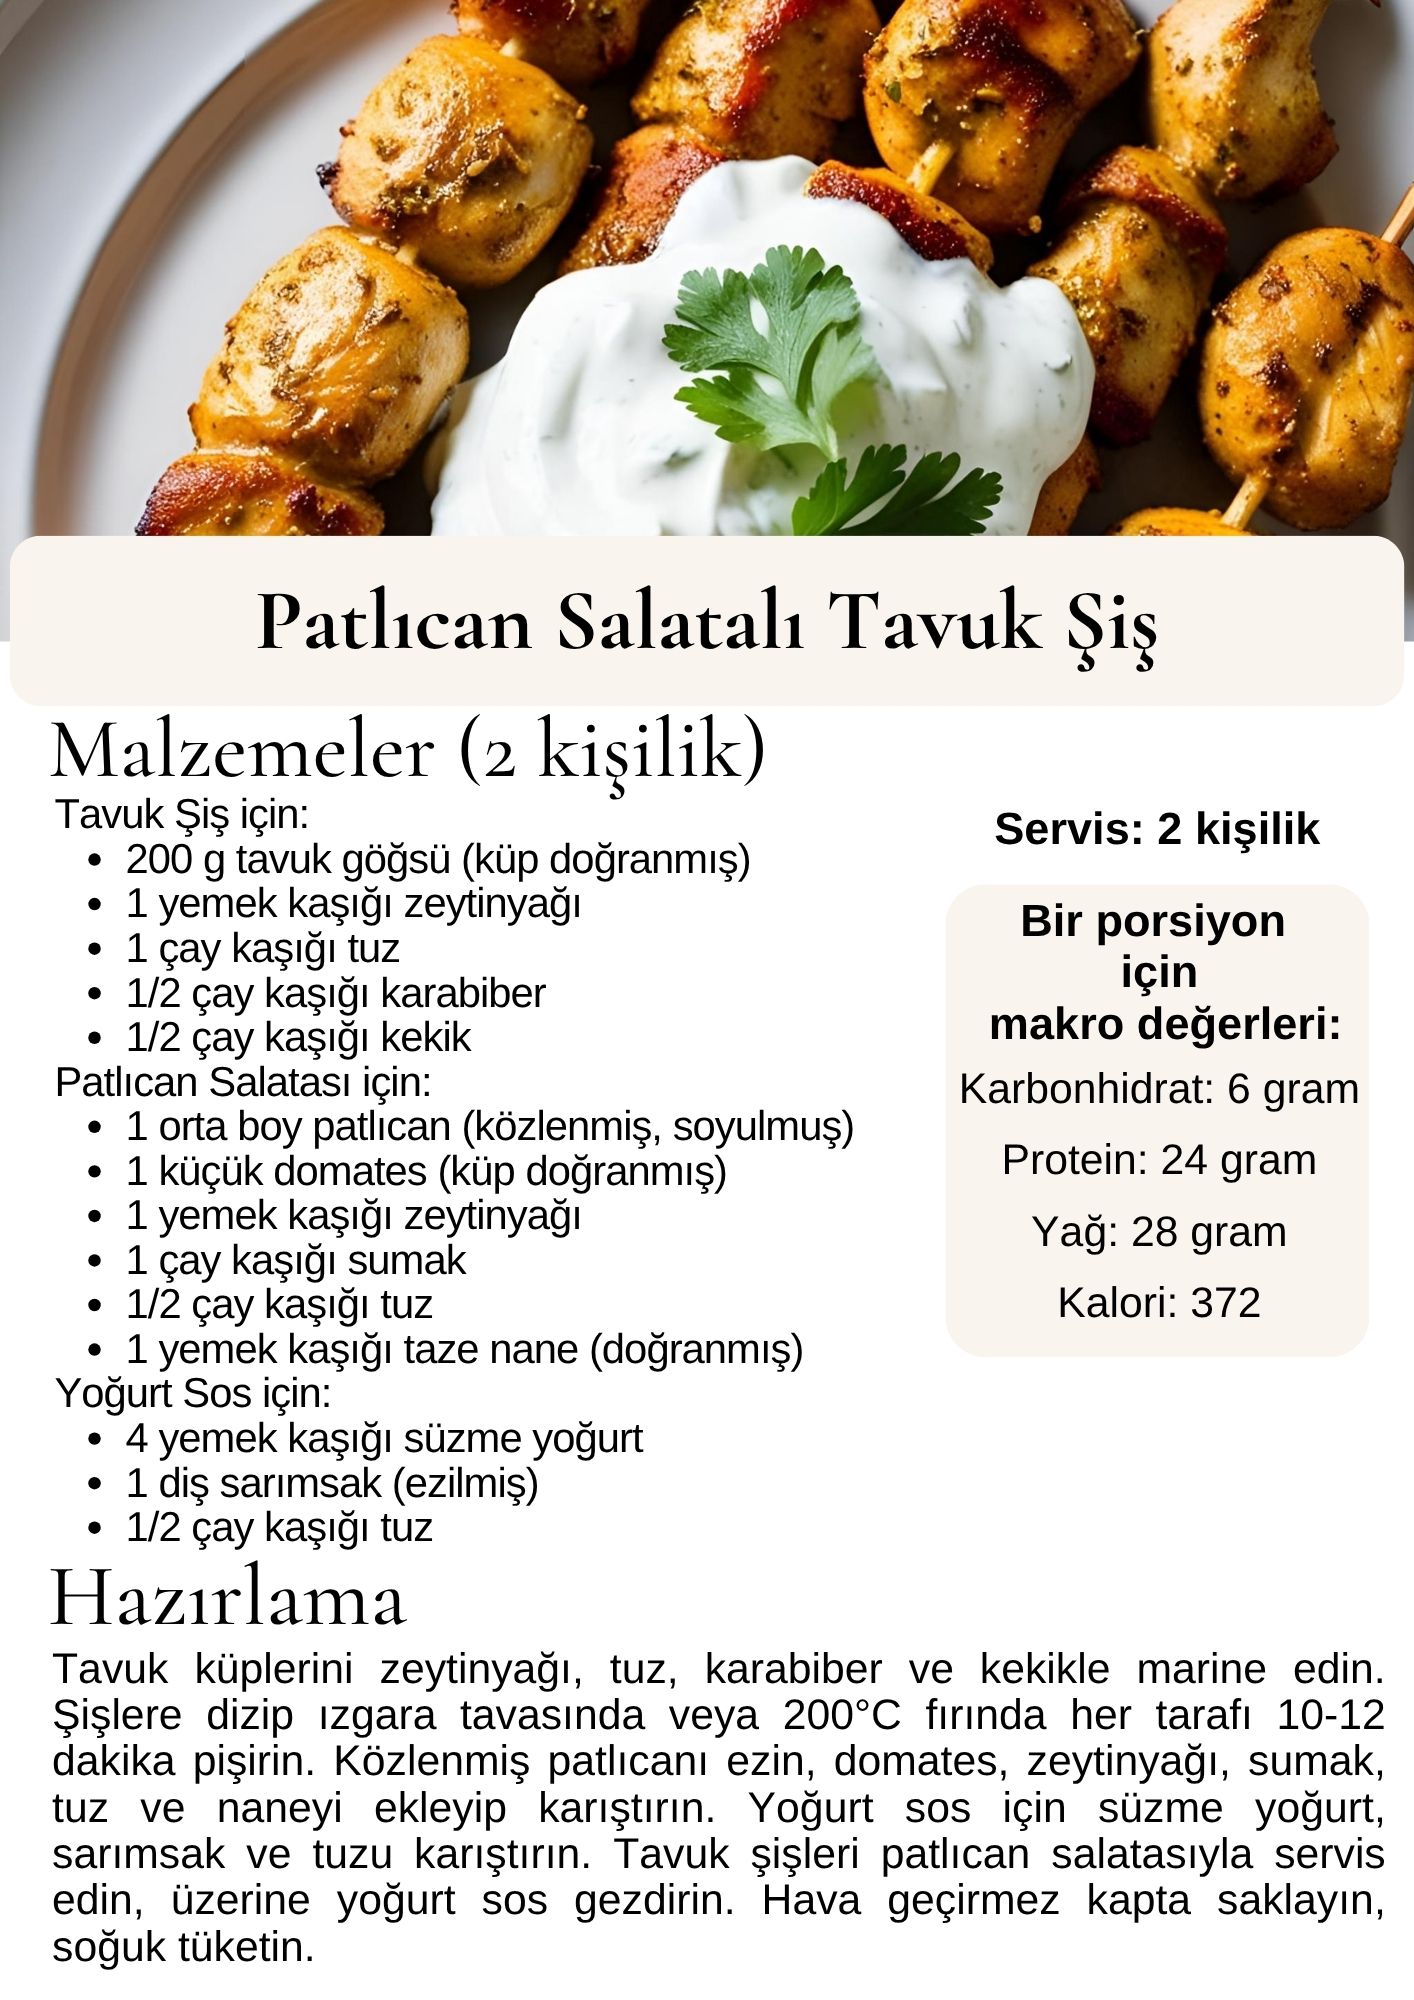 Patlıcan Salatalı Tavuk Şiş
Malzemeler (2 kişilik)
Tavuk Şiş için:
• 200 g tavuk göğsü (küp doğranmış)
• 1 yemek kaşığı zeytinyağı
• 1 çay kaşığı tuz
• 1/2 çay kaşığı karabiber
• 1/2 çay kaşığı kekik
Patlıcan Salatası için:
• 1 orta boy patlıcan (közlenmiş, soyulmuş)
• 1 küçük domates (küp doğranmış)
• 1 yemek kaşığı zeytinyağı
• 1 çay kaşığı sumak
• 1/2 çay kaşığı tuz
• 1 yemek kaşığı taze nane (doğranmış)
Yoğurt Sos için:
• 4 yemek kaşığı süzme yoğurt
• 1 diş sarımsak (ezilmiş)
• 1/2 çay kaşığı tuz
Servis: 2 kişilik
Bir porsiyon
için
makro değerleri:
Karbonhidrat: 6 gram
Protein: 24 gram
Yağ: 28 gram
Kalori: 372
Hazırlama
Tavuk küplerini zeytinyağı, tuz, karabiber ve kekikle marine edin.
Şişlere dizip ızgara tavasında veya 200°C fırında her tarafı 10-12
dakika pişirin. Közlenmiş patlıcanı ezin, domates, zeytinyağı, sumak,
tuz ve naneyi ekleyip karıştırın. Yoğurt sos için süzme yoğurt,
sarımsak ve tuzu karıştırın. Tavuk şişleri patlıcan salatasıyla servis
edin, üzerine yoğurt sos gezdirin. Hava geçirmez kapta saklayın,
soğuk tüketin.